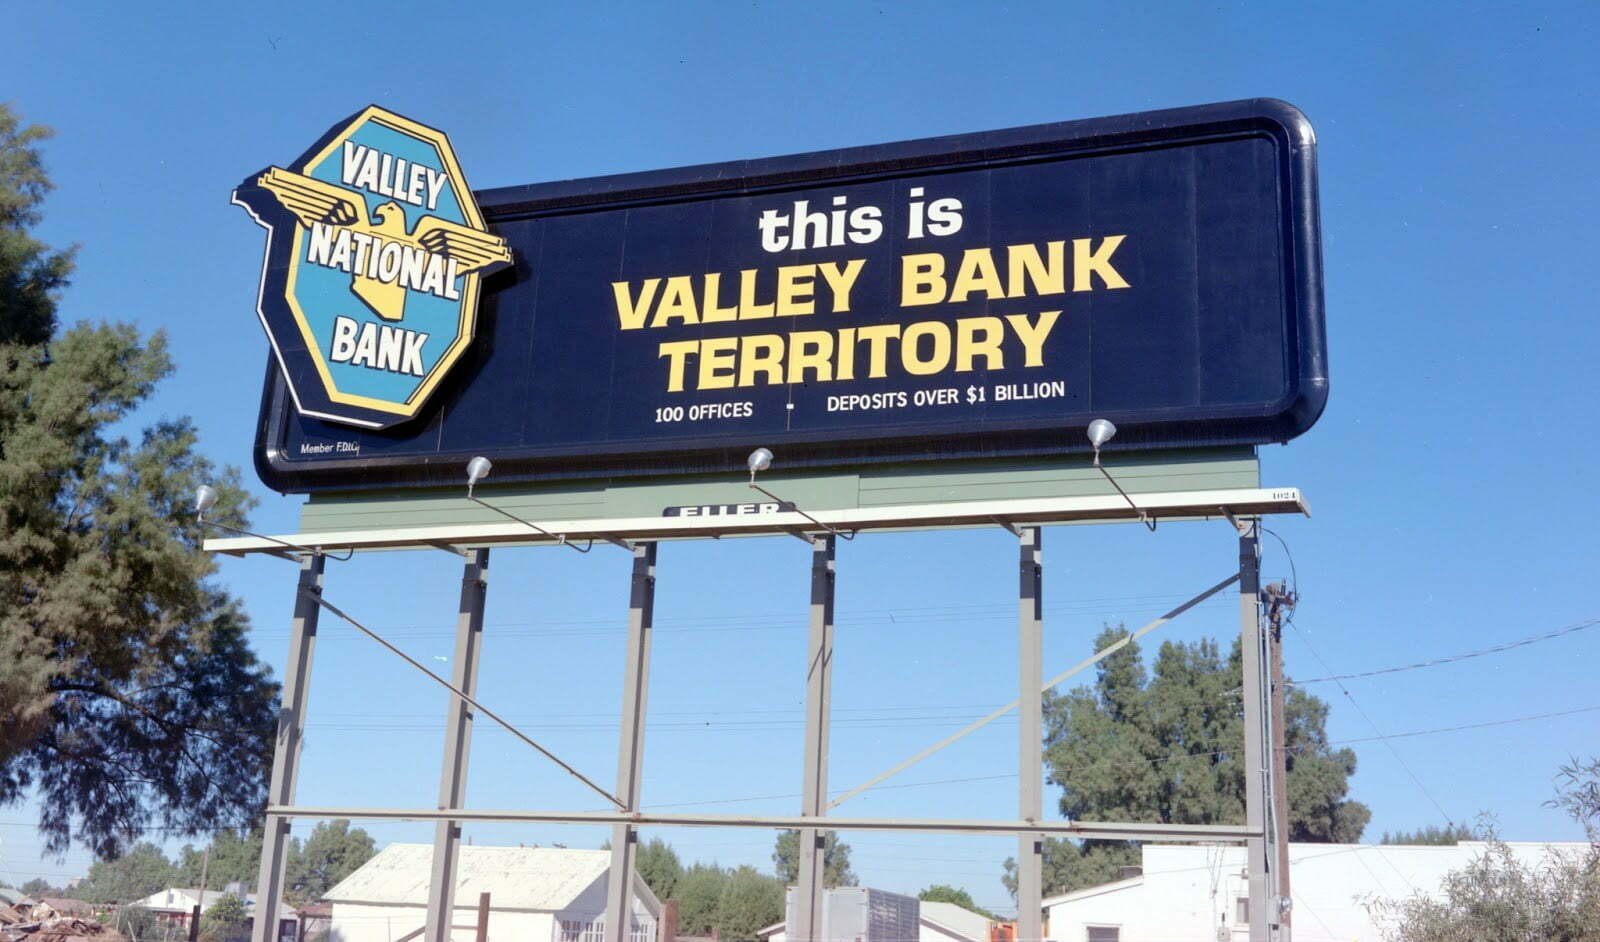 VALLEY
NATIONAL
BANK
this is
VALLEY BANK
TERRITORY
100 OFFICES - DEPOSITS OVER $1 BILLION
Member F.D.I.C.
ELLER
1024